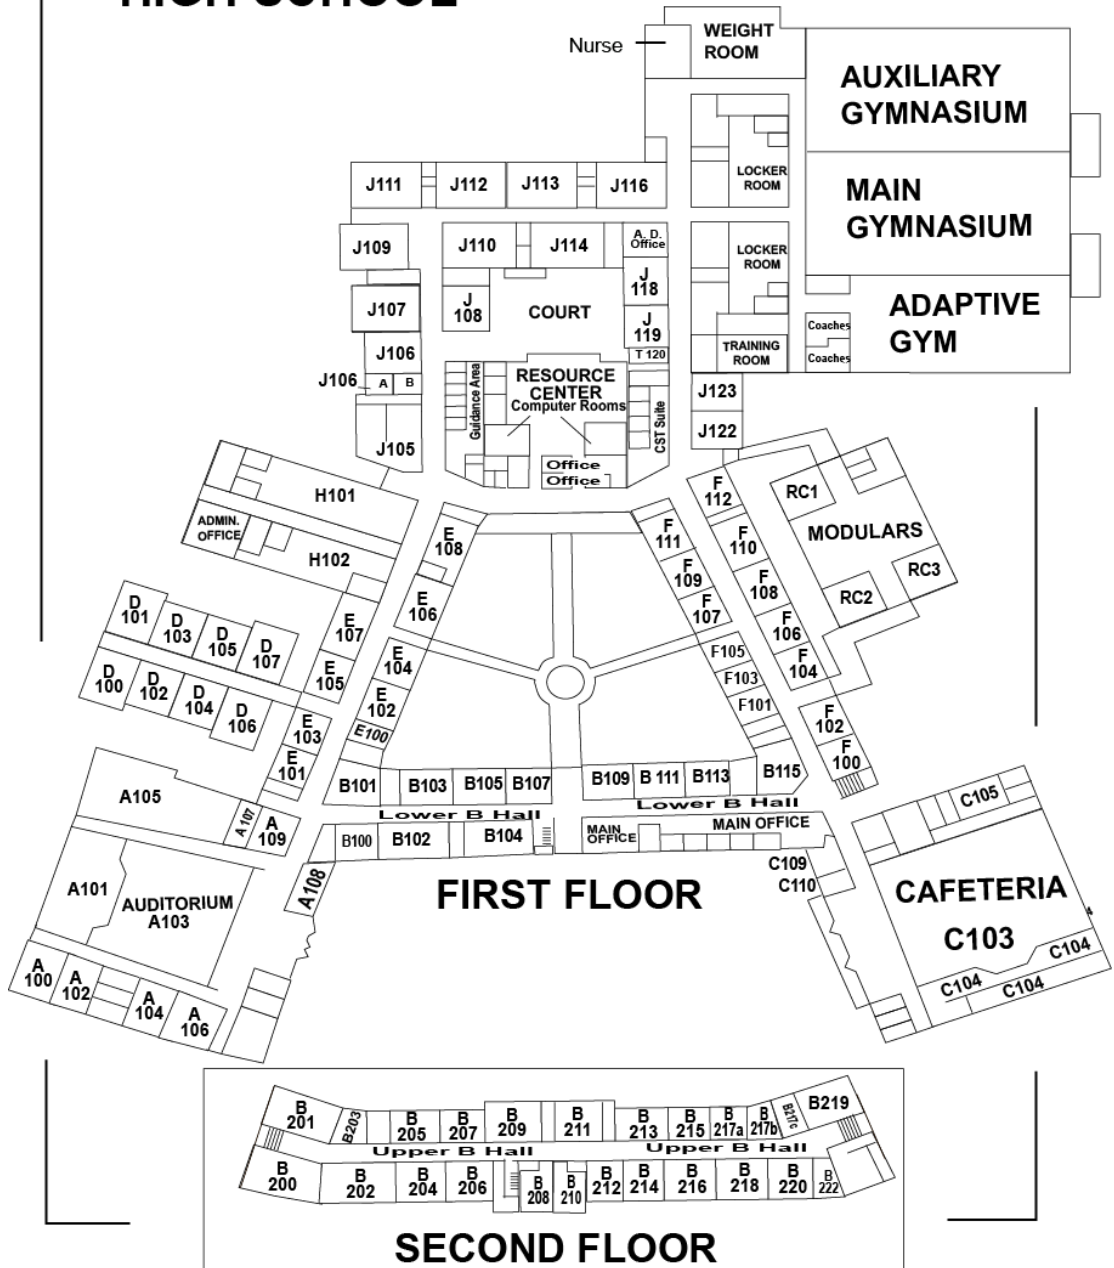 HIGH SCHOOL
Nurse
WEIGHT
ROOM
AUXILIARY
GYMNASIUM
LOCKER
ROOM
J111
J112
J113
J116
MAIN
GYMNASIUM
J109
J110
J114
A. D.
Office
LOCKER
ROOM
J
118
J107
J
108
COURT
J
119
ADAPTIVE
GYM
Coaches
Coaches
J106
T 120
TRAINING
ROOM
J106
A
B
Guidance Area
RESOURCE
CENTER
Computer Rooms
CST Suite
J123
J122
J105
Office
Office
H101
ADMIN.
OFFICE
H102
E
108
F
112
F
111
RC1
MODULARS
F
110
F
109
F
108
RC3
RC2
E
106
F
107
F
106
D
101
D
103
D
105
D
107
E
107
E
105
E
104
F105
F
104
D
100
D
102
D
104
D
106
E
102
F103
F101
E
103
E100
F
102
E
101
F
100
B101
B103
B105
B107
B109
B 111
B113
B115
A105
Lower B Hall
Lower B Hall
C105
A 107
A
109
B100
B102
B104
MAIN
OFFICE
MAIN OFFICE
C109
C110
A101
AUDITORIUM
A103
A108
FIRST FLOOR
CAFETERIA
C103
A
100
A
102
A
104
A
106
C104
C104
C104
B
201
B203
B
205
B
207
B
209
B
211
B
213
B
215
B
217a
B
217b
B217c
B219
Upper B Hall
Upper B Hall
B
200
B
202
B
204
B
206
B
208
B
210
B
212
B
214
B
216
B
218
B
220
B
222
SECOND FLOOR